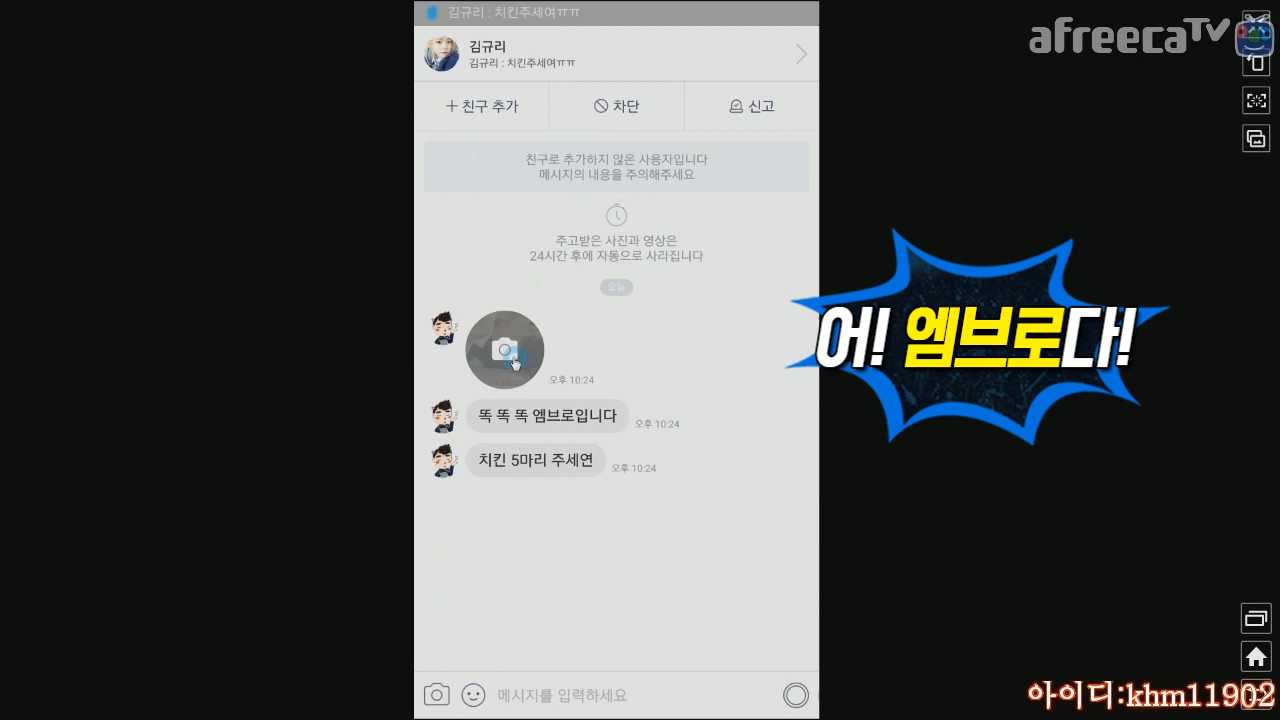 김규리 : 치킨주세여ㅠㅠ
afreecaTV
김규리
김규리 : 치킨주세여ㅠㅠ
친구 추가
차단
신고
친구로 추가하지 않은 사용자입니다
메시지의 내용을 주의해주세요
주고받은 사진과 영상은
24시간 후에 자동으로 사라집니다
오늘
어! 엠브로다!
오후 10:24
똑 똑 똑 엠브로입니다
오후 10:24
치킨 5마리 주세연
오후 10:24
메시지를 입력하세요
아이디:khm11902